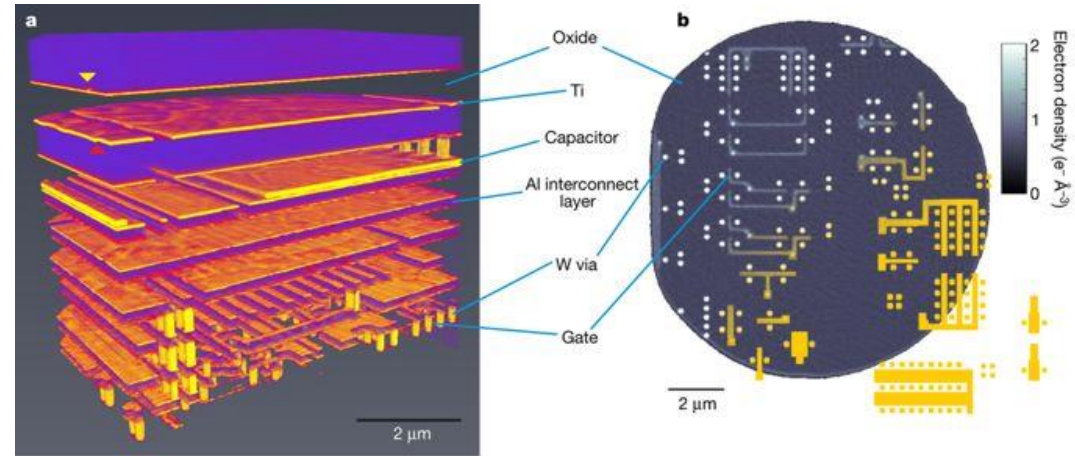 a
b
Oxide
Ti
Capacitor
Al interconnect
layer
W via
Gate
2 μm
2 μm
2
1
0
Electron density (e⁻ Å⁻³)